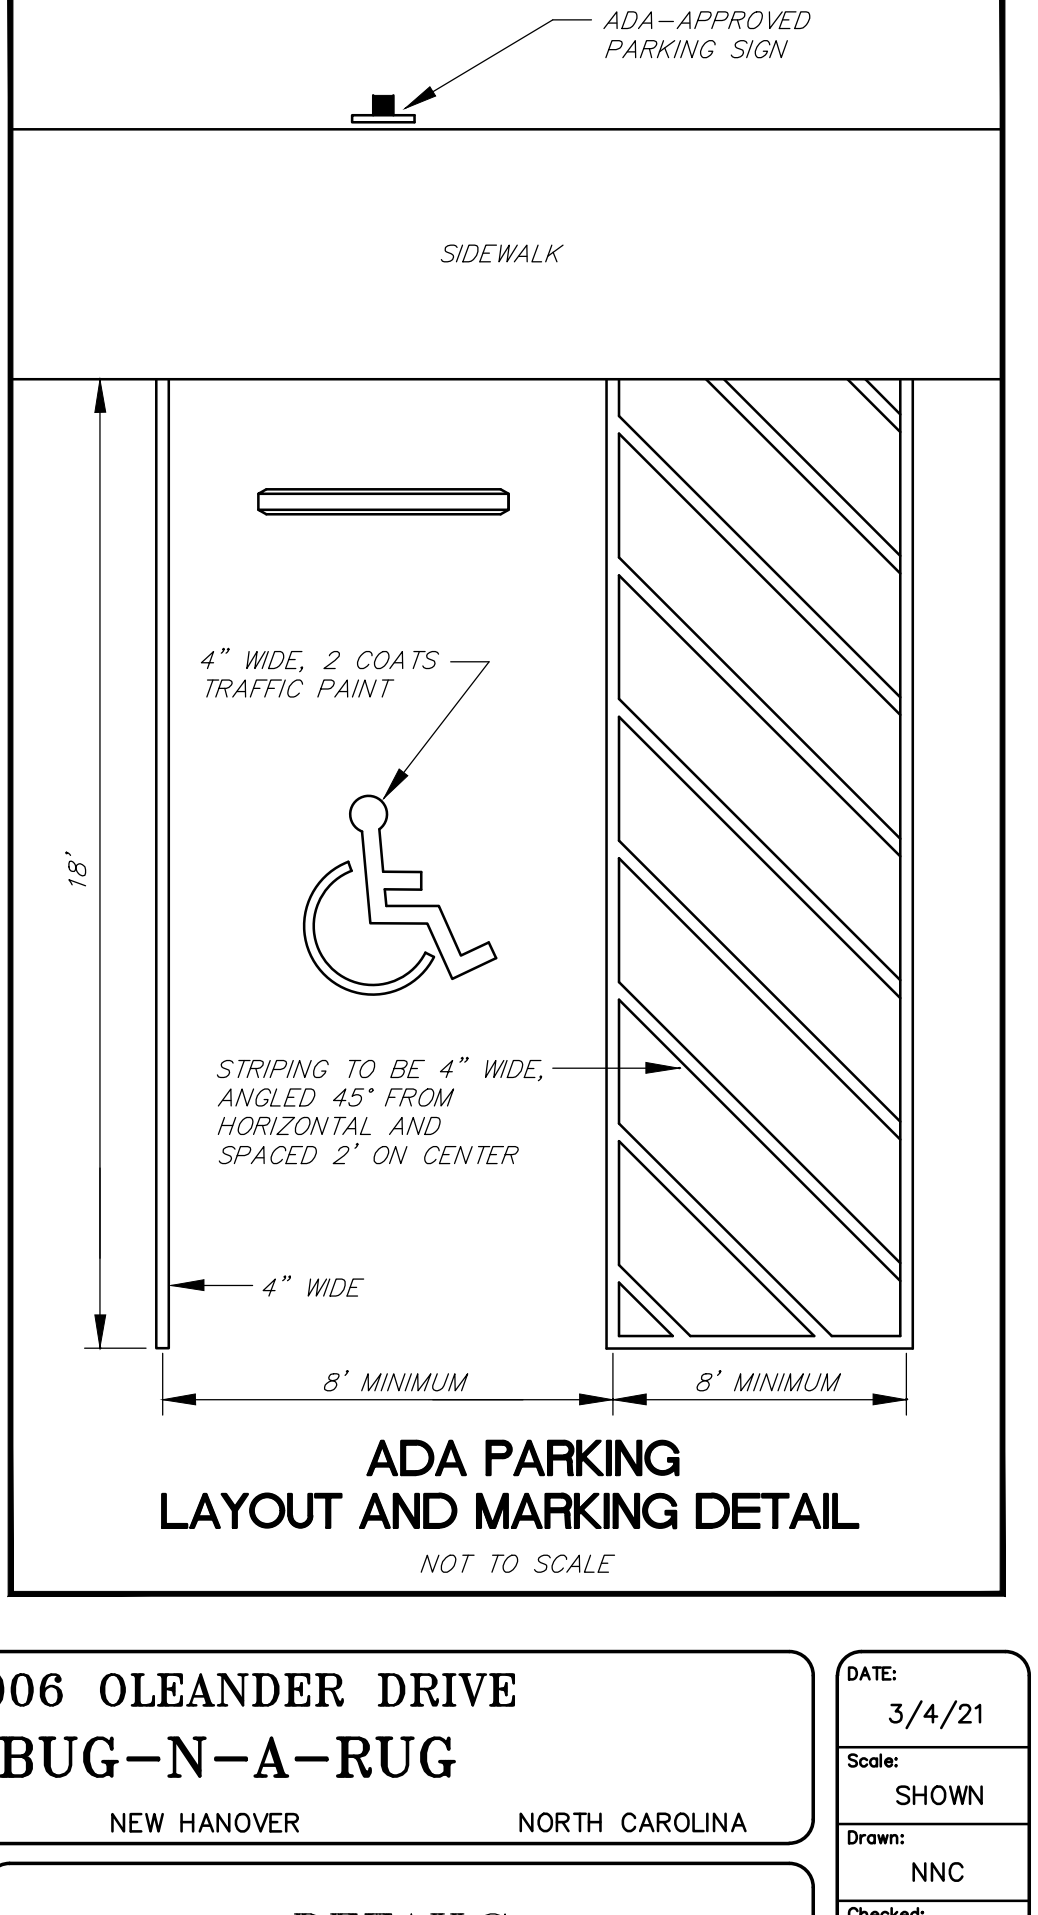 ADA-APPROVED
PARKING SIGN
SIDEWALK
4" WIDE, 2 COATS
TRAFFIC PAINT
18'
STRIPING TO BE 4" WIDE,
ANGLED 45° FROM
HORIZONTAL AND
SPACED 2' ON CENTER
4" WIDE
8' MINIMUM
8' MINIMUM
ADA PARKING
LAYOUT AND MARKING DETAIL
NOT TO SCALE
06 OLEANDER DRIVE
BUG-N-A-RUG
NEW HANOVER
NORTH CAROLINA
DATE:
3/4/21
Scale:
SHOWN
Drawn:
NNC
Checked: